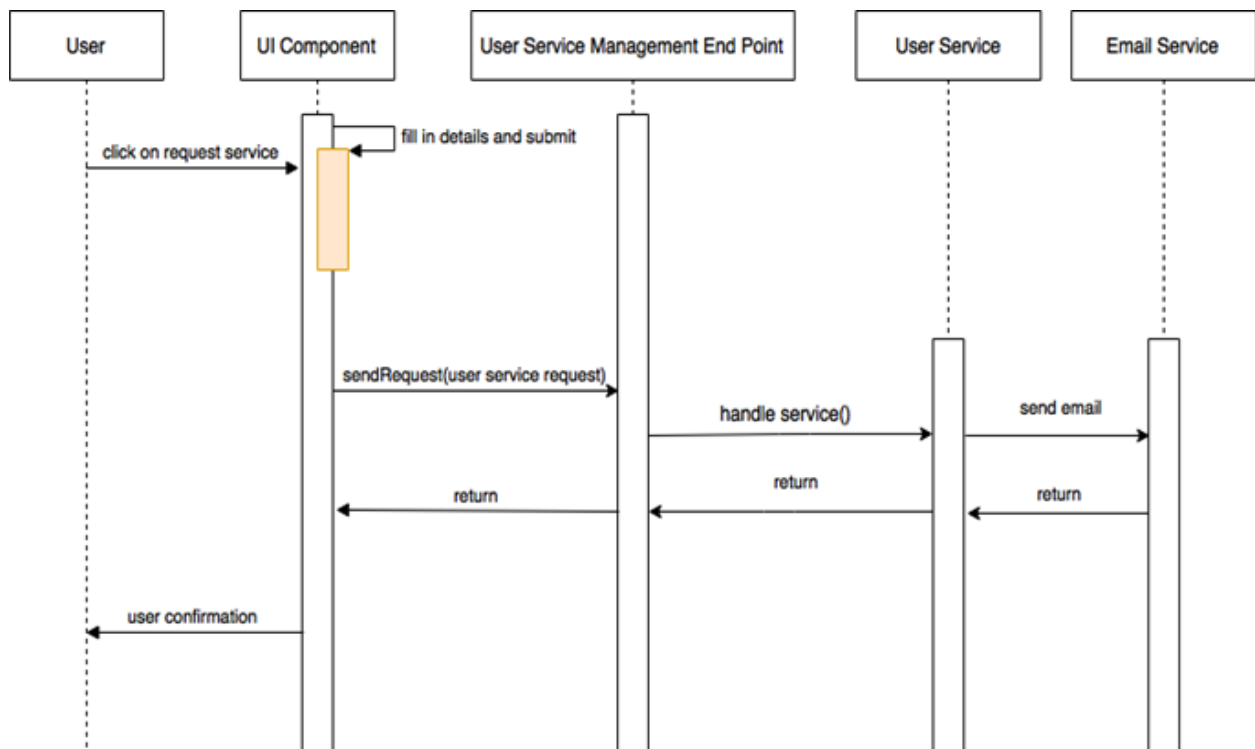 User
UI Component
User Service Management End Point
User Service
Email Service
fill in details and submit
click on request service
sendRequest(user service request)
handle service()
send email
return
return
return
user confirmation